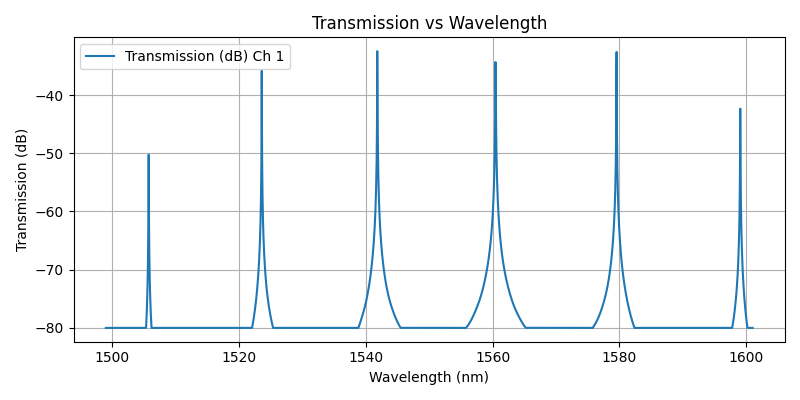 Transmission vs Wavelength
Transmission (dB) Ch 1
Transmission (dB)
−40
−50
−60
−70
−80
1500 1520 1540 1560 1580 1600
Wavelength (nm)